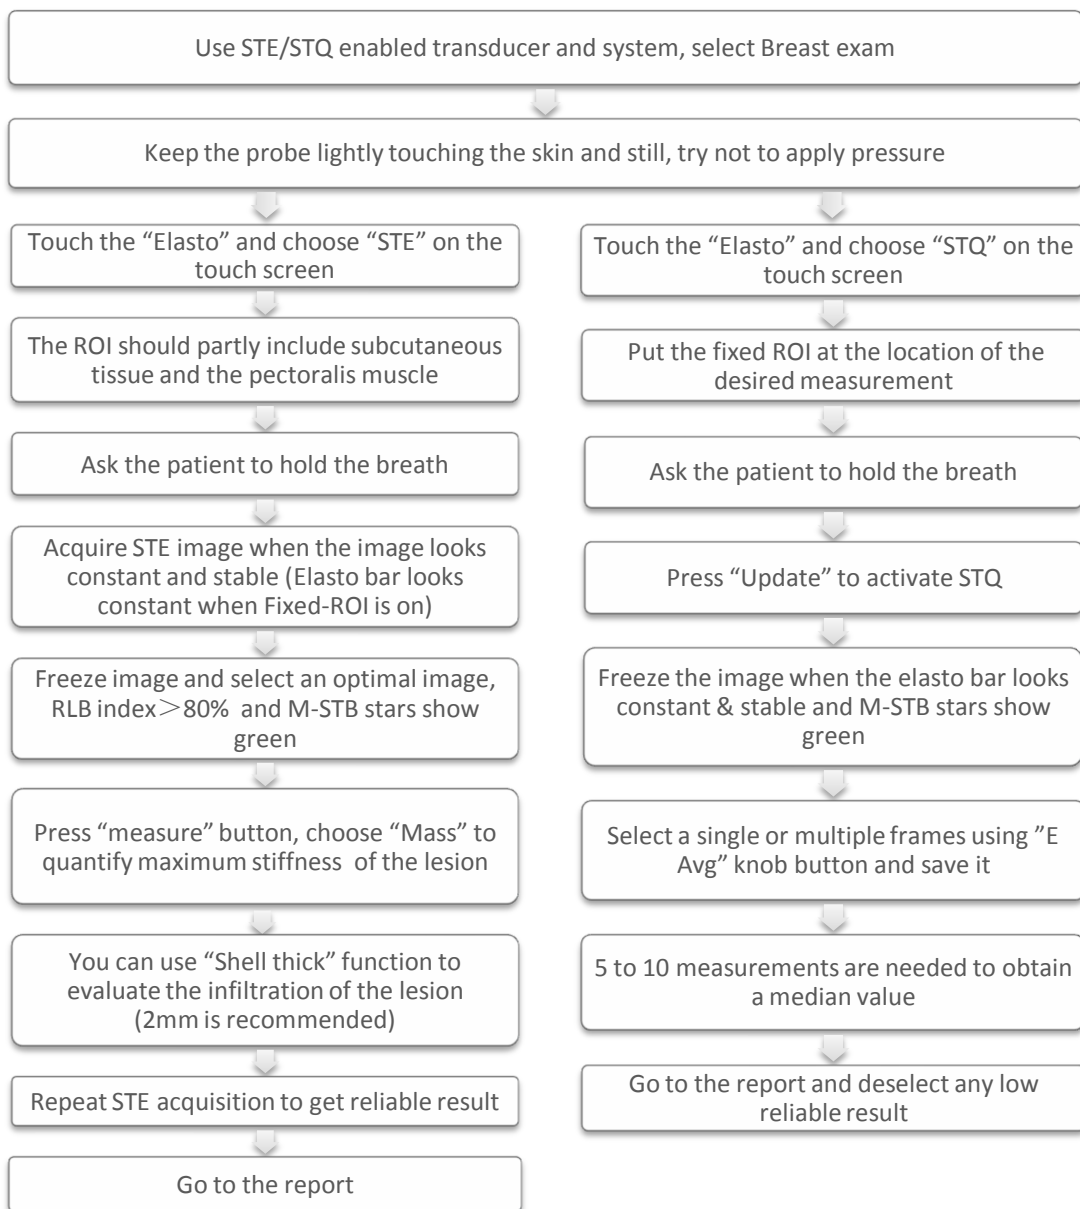 Use STE/STQ enabled transducer and system, select Breast exam
Keep the probe lightly touching the skin and still, try not to apply pressure
Touch the “Elasto” and choose “STE” on the
touch screen
The ROI should partly include subcutaneous
tissue and the pectoralis muscle
Ask the patient to hold the breath
Acquire STE image when the image looks
constant and stable (Elasto bar looks
constant when Fixed-ROI is on)
Freeze image and select an optimal image,
RLB index＞80% and M-STB stars show
green
Press “measure” button, choose “Mass” to
quantify maximum stiffness of the lesion
You can use “Shell thick” function to
evaluate the infiltration of the lesion
(2mm is recommended)
Repeat STE acquisition to get reliable result
Go to the report
Touch the “Elasto” and choose “STQ” on the
touch screen
Put the fixed ROI at the location of the
desired measurement
Ask the patient to hold the breath
Press “Update” to activate STQ
Freeze the image when the elasto bar looks
constant & stable and M-STB stars show
green
Select a single or multiple frames using ”E
Avg” knob button and save it
5 to 10 measurements are needed to obtain
a median value
Go to the report and deselect any low
reliable result